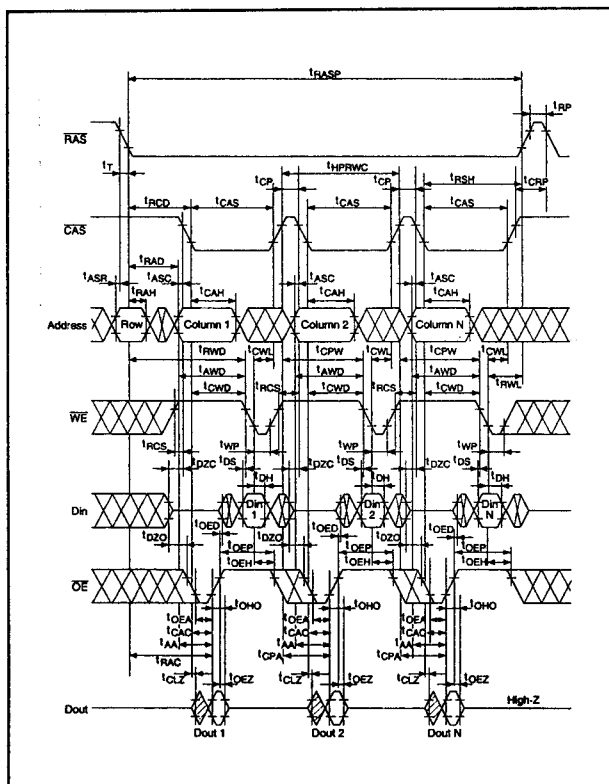 tRASP
tRP
RAS
tT
tHPRWC
tCP
tCP
tRSH
tCRP
tRCD
tCAS
tCAS
tCAS
CAS
tRAD
tASR
tASC
tASC
tASC
tRAH
tCAH
tCAH
tCAH
Address
Row
Column 1
Column 2
Column N
tRWD
tCWL
tCPW
tCWL
tCPW
tCWL
tAWD
tAWD
tAWD
tRWL
tCWD
tRCS
tCWD
tRCS
tCWD
WE
tRCS
tWP
tWP
tWP
tDZC
tDS
tDZC
tDS
tDZC
tDS
tDH
tDH
tDH
Din
Din 1
Din 2
Din N
tDZO
tOED
tDZO
tOED
tDZO
tOED
tOEP
tOEP
tOEP
tOEH
tOEH
tOEH
OE
tOHO
tOHO
tOHO
tOEA
tOEA
tOEA
tCAC
tCAC
tCAC
tAA
tAA
tAA
tRAC
tCPA
tCPA
tCLZ
tOEZ
tCLZ
tOEZ
tCLZ
tOEZ
High-Z
Dout
Dout 1
Dout 2
Dout N